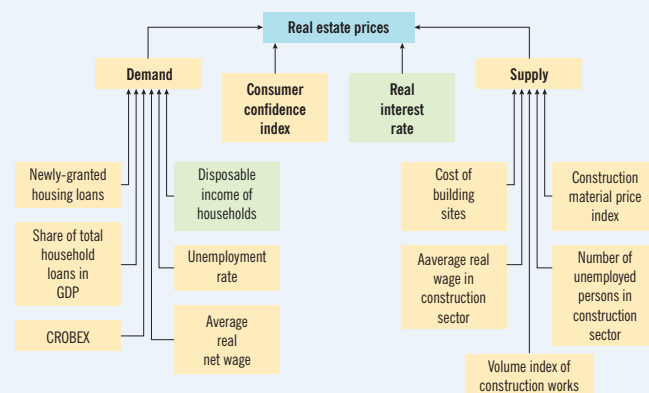 Real estate prices
Demand
Consumer
confidence
index
Real
interest
rate
Supply
Newly-granted
housing loans
Disposable
income of
households
Cost of
building
sites
Construction
material price
index
Share of total
household
loans in
GDP
Unemployment
rate
Aaverage real
wage in
construction
sector
Number of
unemployed
persons in
construction
sector
CROBEX
Average
real
net wage
Volume index of
construction works